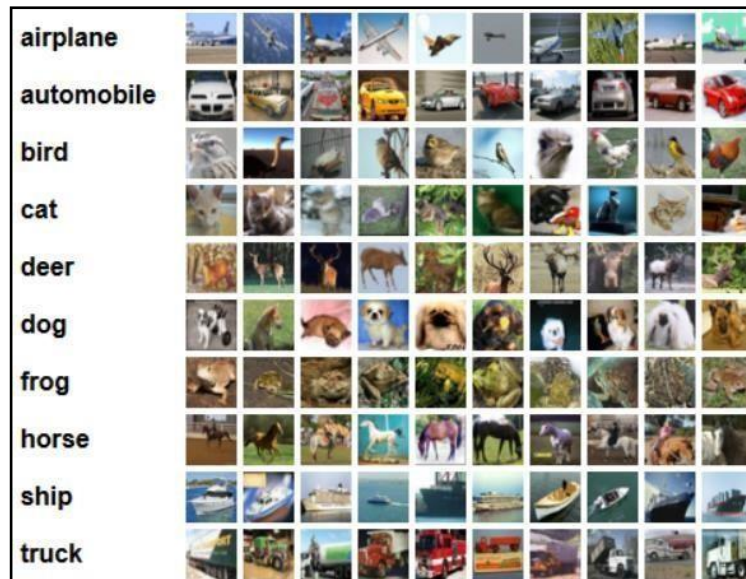 airplane
automobile
bird
cat
deer
dog
frog
horse
ship
truck